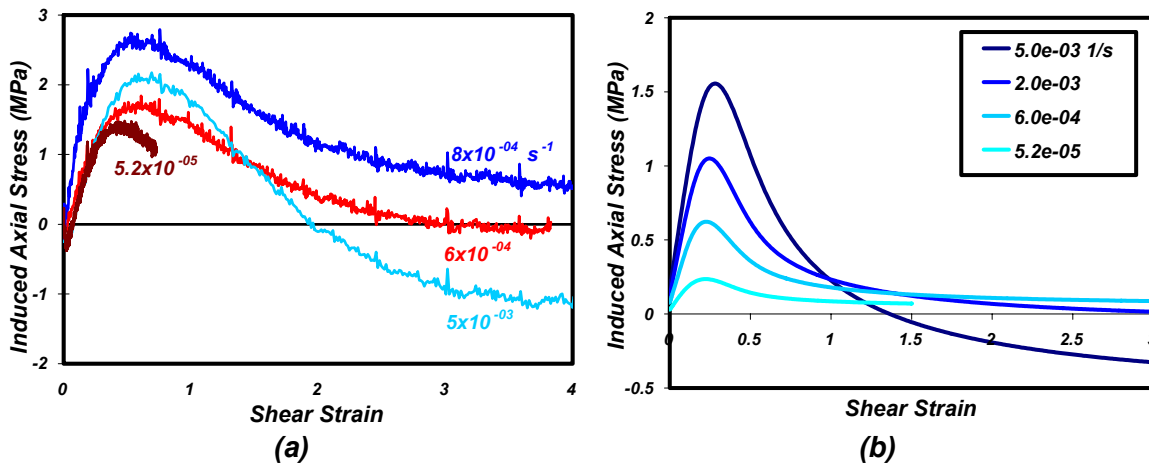 Induced Axial Stress (MPa)
3
2
1
0
-1
-2
5.2x10 -05
8x10 -04 s -1
6x10 -04
5x10 -03
0 1 2 3 4
Shear Strain
(a)
Induced Axial Stress (MPa)
2
1.5
1
0.5
0
-0.5
5.0e-03 1/s
2.0e-03
6.0e-04
5.2e-05
0 0.5 1 1.5 2 2.5
Shear Strain
(b)